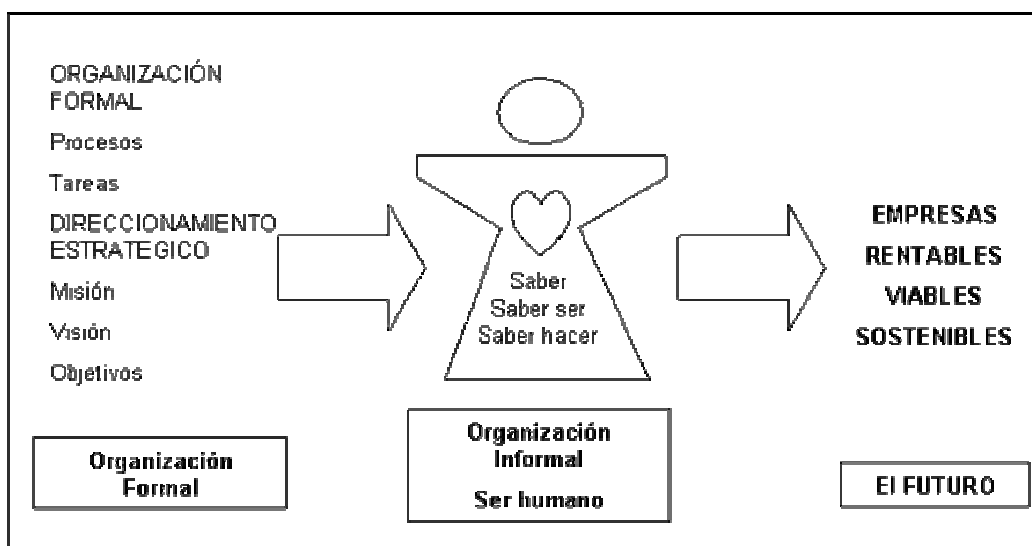 ORGANIZACIÓN
FORMAL
Procesos
Tareas
DIRECCIONAMIENTO
ESTRATEGICO
Misión
Visión
Objetivos
Organización
Formal
Saber
Saber ser
Saber hacer
Organización
Informal
Ser humano
EMPRESAS
RENTABLES
VIABLES
SOSTENIBLES
El FUTURO